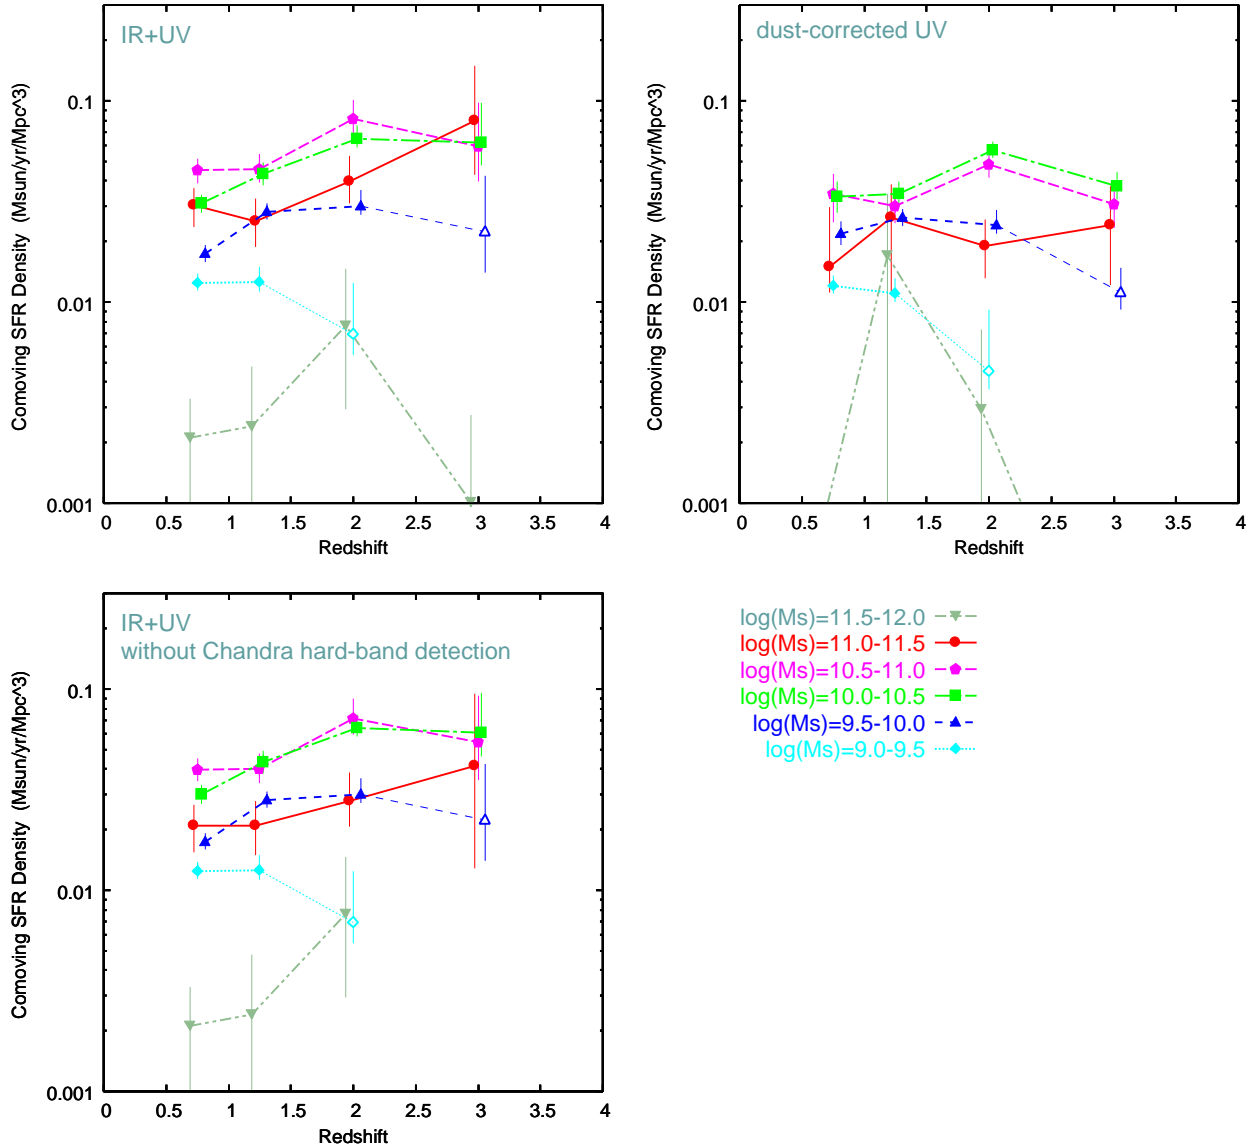 IR+UV
Comoving SFR Density (Msun/yr/Mpc^3)
0.1
0.01
0.001
0 0.5 1 1.5 2 2.5 3 3.5 4
Redshift
dust-corrected UV
Comoving SFR Density (Msun/yr/Mpc^3)
0.1
0.01
0.001
0 0.5 1 1.5 2 2.5 3 3.5 4
Redshift
IR+UV
without Chandra hard-band detection
Comoving SFR Density (Msun/yr/Mpc^3)
0.1
0.01
0.001
0 0.5 1 1.5 2 2.5 3 3.5 4
Redshift
log(Ms)=11.5-12.0
log(Ms)=11.0-11.5
log(Ms)=10.5-11.0
log(Ms)=10.0-10.5
log(Ms)=9.5-10.0
log(Ms)=9.0-9.5